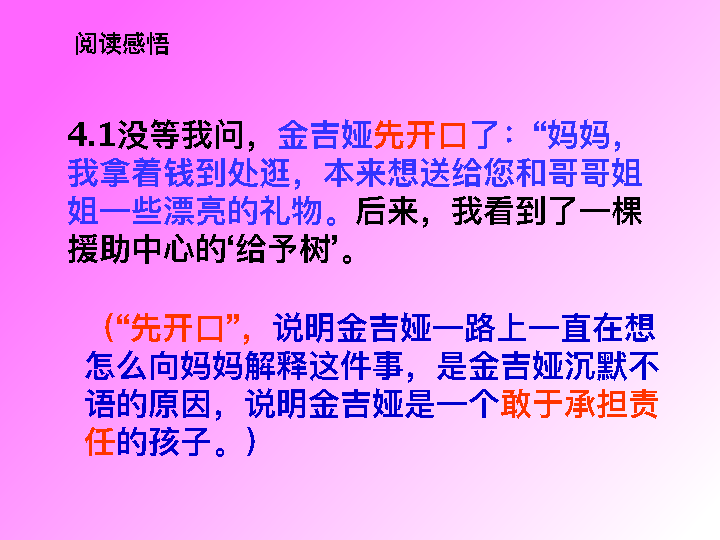 阅读感悟
4.1没等我问，金吉娅先开口了：“妈妈，
我拿着钱到处逛，本来想送给您和哥哥姐
姐一些漂亮的礼物。后来，我看到了一棵
援助中心的‘给予树’。
（“先开口”，说明金吉娅一路上一直在想
怎么向妈妈解释这件事，是金吉娅沉默不
语的原因，说明金吉娅是一个敢于承担责
任的孩子。）